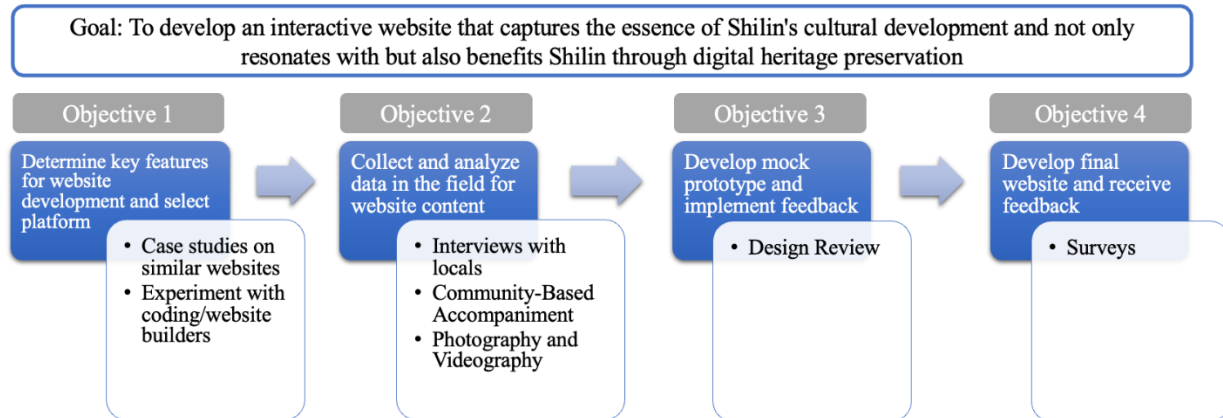 Goal: To develop an interactive website that captures the essence of Shilin's cultural development and not only
resonates with but also benefits Shilin through digital heritage preservation
Objective 1
Determine key features
for website
development and select
platform
• Case studies on
similar websites
• Experiment with
coding/website
builders
Objective 2
Collect and analyze
data in the field for
website content
• Interviews with
locals
• Community-Based
Accompaniment
• Photography and
Videography
Objective 3
Develop mock
prototype and
implement feedback
• Design Review
Objective 4
Develop final
website and receive
feedback
• Surveys